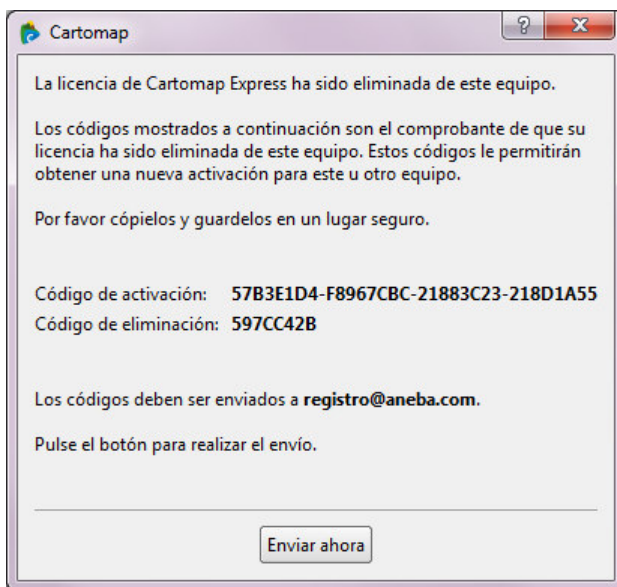 Cartomap
La licencia de Cartomap Express ha sido eliminada de este equipo.
Los códigos mostrados a continuación son el comprobante de que su
licencia ha sido eliminada de este equipo. Estos códigos le permitirán
obtener una nueva activación para este u otro equipo.
Por favor cópielos y guardelos en un lugar seguro.
Código de activación: 57B3E1D4-F8967CBC-21883C23-218D1A55
Código de eliminación: 597CC42B
Los códigos deben ser enviados a registro@aneba.com.
Pulse el botón para realizar el envío.
Enviar ahora